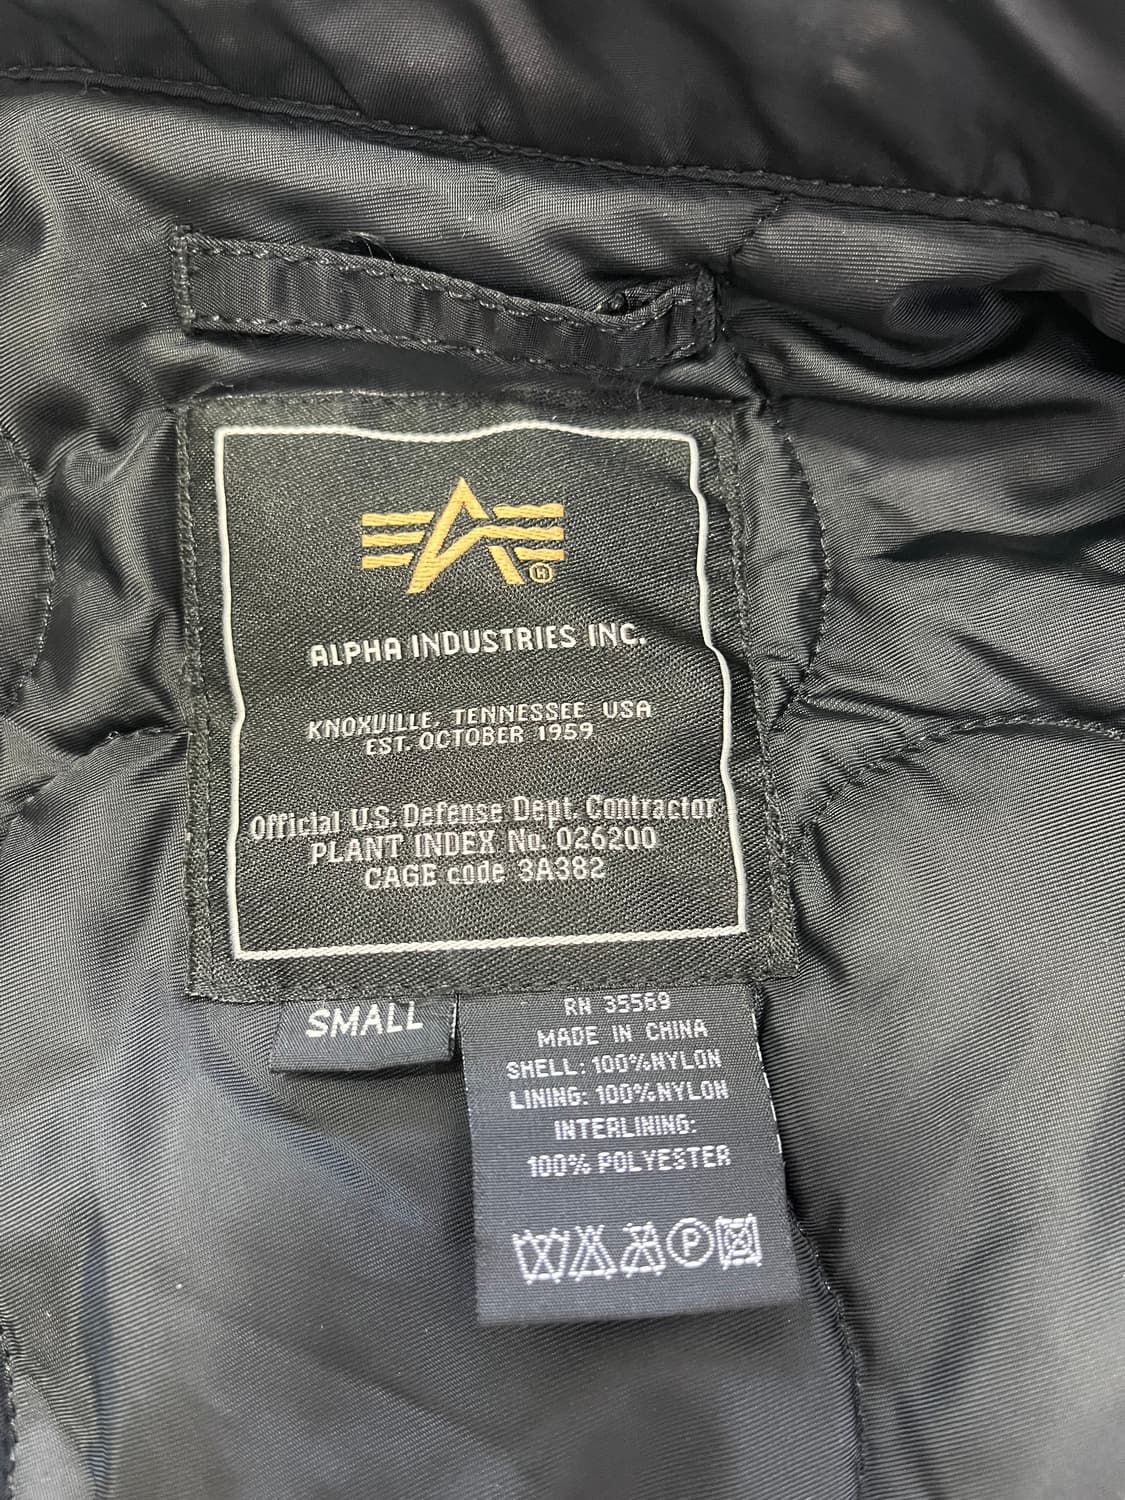 ALPHA INDUSTRIES INC.
KNOXVILLE, TENNESSEE USA
EST. OCTOBER 1959
Official U.S. Defense Dept. Contractor
PLANT INDEX No. 026200
CAGE code 3A382
SMALL
RN 35569
MADE IN CHINA
SHELL: 100%NYLON
LINING: 100%NYLON
INTERLINING:
100% POLYESTER
P